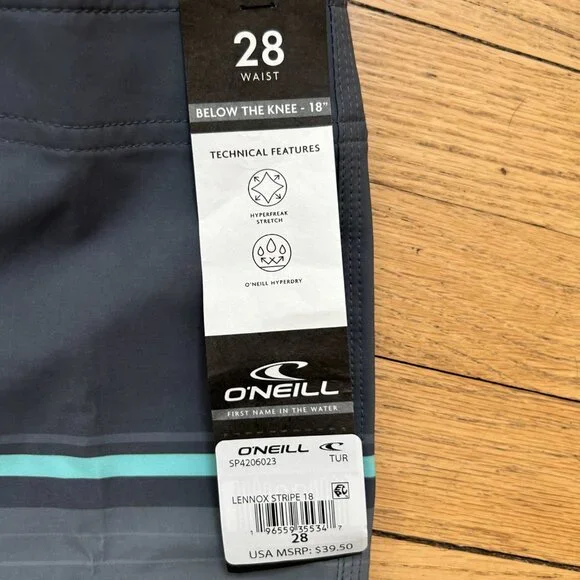 28
WAIST
BELOW THE KNEE - 18"
TECHNICAL FEATURES
HYPERFREAK
STRETCH
O'NEILL HYPERDRY
O'NEILL
FIRST NAME IN THE WATER
O'NEILL
SP4206023 TUR
LENNOX STRIPE 18
1 96559 35534 7
28
USA MSRP: $39.50